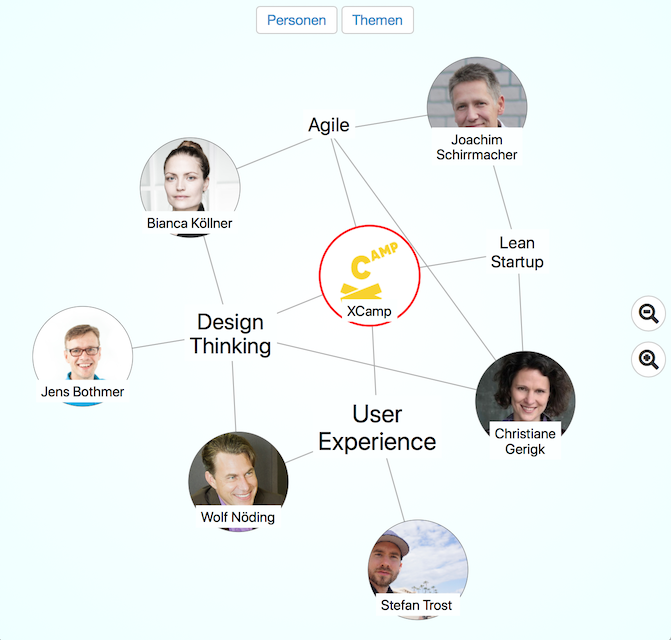 Personen
Themen
Agile
Joachim
Schirrmacher
Bianca Köllner
CAMP
XCamp
Lean
Startup
Design
Thinking
Jens Bothmer
User
Experience
Christiane
Gerigk
Wolf Nöding
Stefan Trost